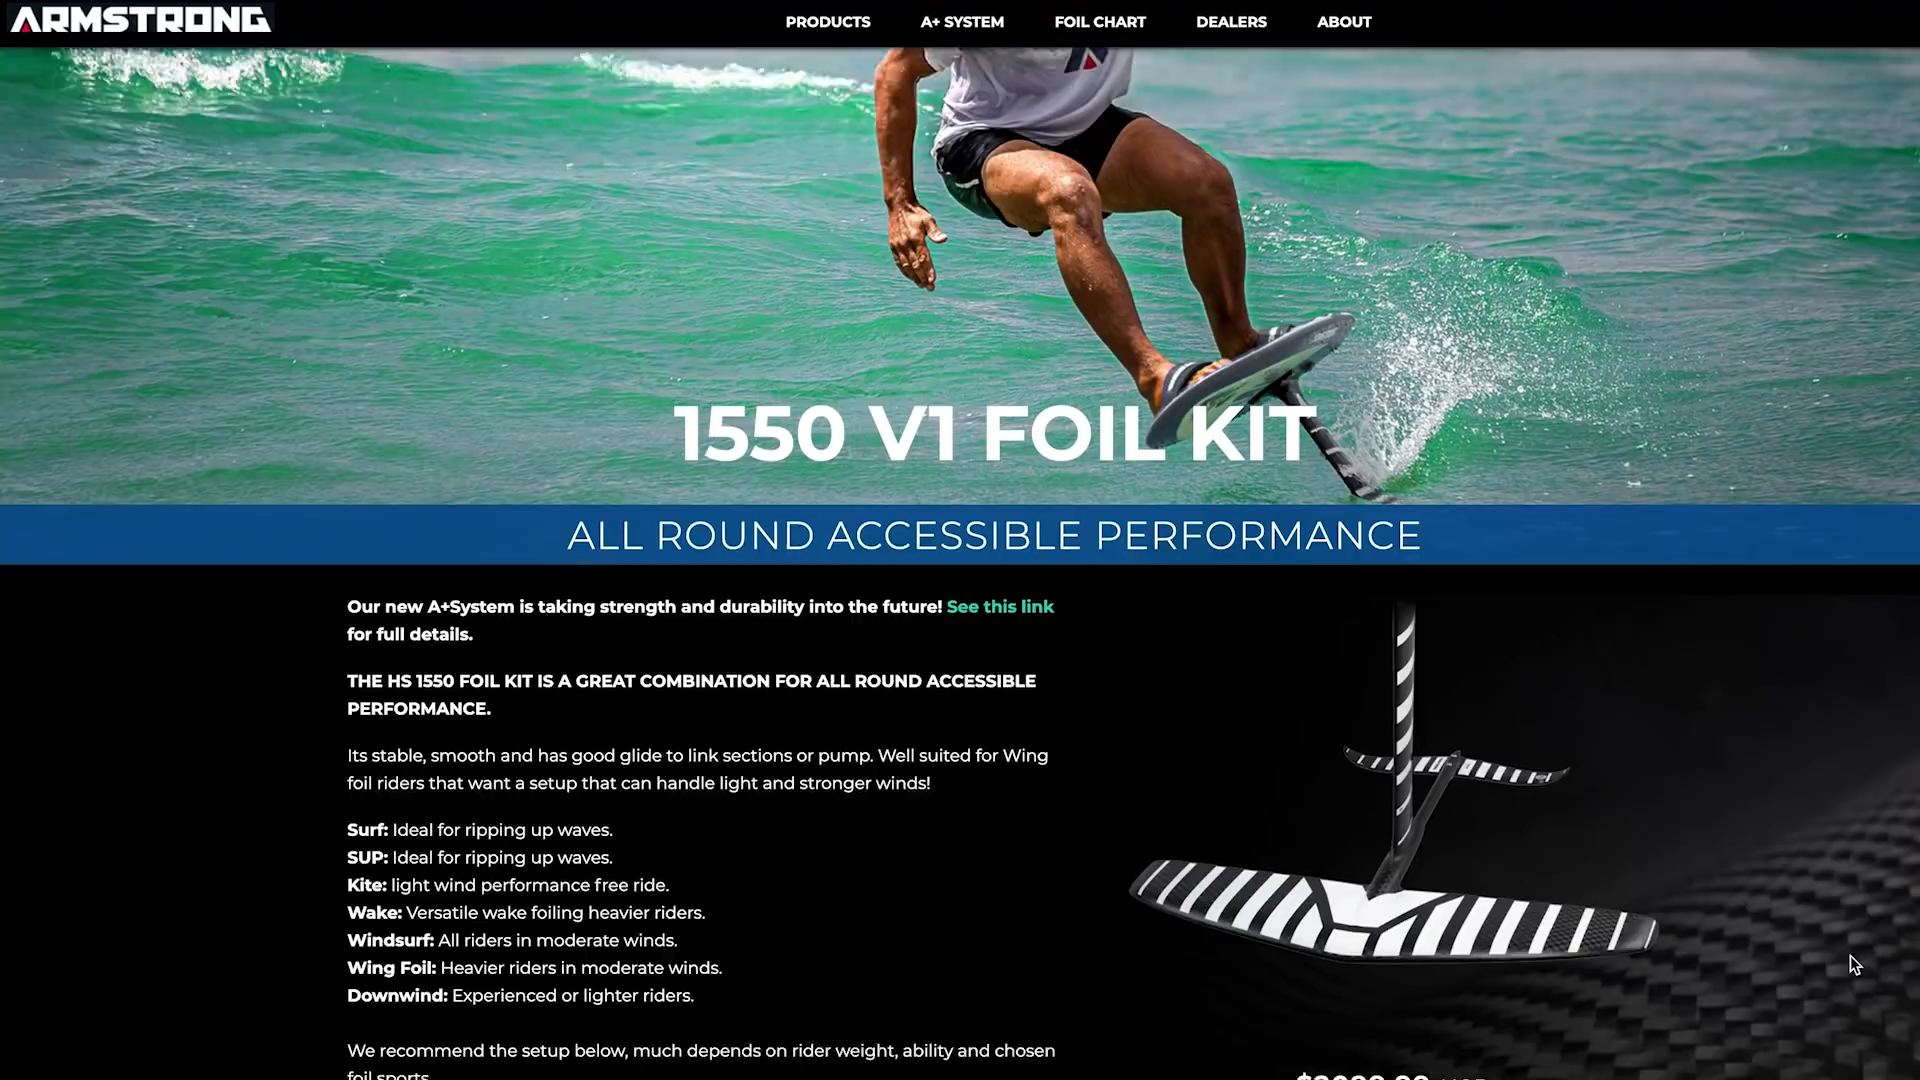 ARMSTRONG
PRODUCTS A+ SYSTEM FOIL CHART DEALERS ABOUT
1550 V1 FOIL KIT
ALL ROUND ACCESSIBLE PERFORMANCE
Our new A+System is taking strength and durability into the future! See this link
for full details.
THE HS 1550 FOIL KIT IS A GREAT COMBINATION FOR ALL ROUND ACCESSIBLE
PERFORMANCE.
Its stable, smooth and has good glide to link sections or pump. Well suited for Wing
foil riders that want a setup that can handle light and stronger winds!
Surf: Ideal for ripping up waves.
SUP: Ideal for ripping up waves.
Kite: light wind performance free ride.
Wake: Versatile wake foiling heavier riders.
Windsurf: All riders in moderate winds.
Wing Foil: Heavier riders in moderate winds.
Downwind: Experienced or lighter riders.
We recommend the setup below, much depends on rider weight, ability and chosen
foil sports.